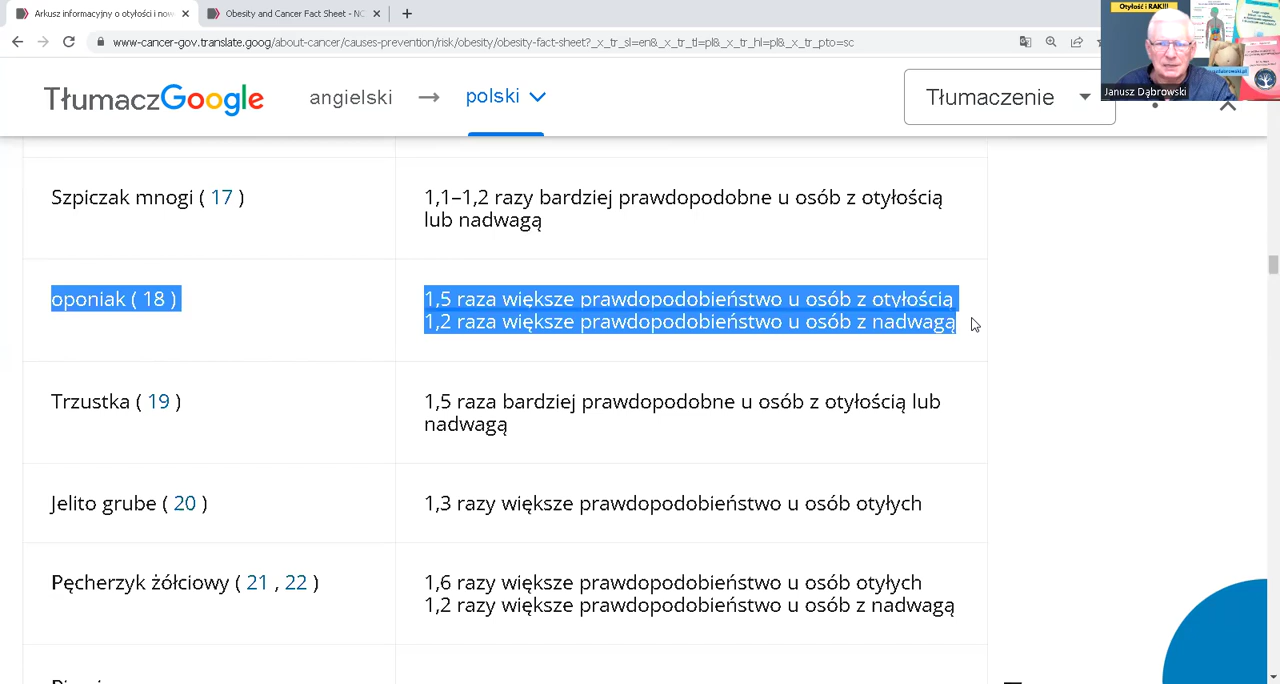 Arkusz informacyjny o otyłości i now
Obesity and Cancer Fact Sheet - NC
www-cancer-gov.translate.goog/about-cancer/causes-prevention/risk/obesity/obesity-fact-sheet?_x_tr_sl=en&_x_tr_tl=pl&_x_tr_hl=pl&_x_tr_pto=sc
Otyłość i RAK!!!
Janusz Dąbrowski
TłumaczGoogle
angielski → polski
Tłumaczenie
Szpiczak mnogi ( 17 )
1,1–1,2 razy bardziej prawdopodobne u osób z otyłością
lub nadwagą
oponiak ( 18 )
1,5 raza większe prawdopodobieństwo u osób z otyłością
1,2 raza większe prawdopodobieństwo u osób z nadwagą
Trzustka ( 19 )
1,5 raza bardziej prawdopodobne u osób z otyłością lub
nadwagą
Jelito grube ( 20 )
1,3 razy większe prawdopodobieństwo u osób otyłych
Pęcherzyk żółciowy ( 21 , 22 )
1,6 razy większe prawdopodobieństwo u osób otyłych
1,2 razy większe prawdopodobieństwo u osób z nadwagą